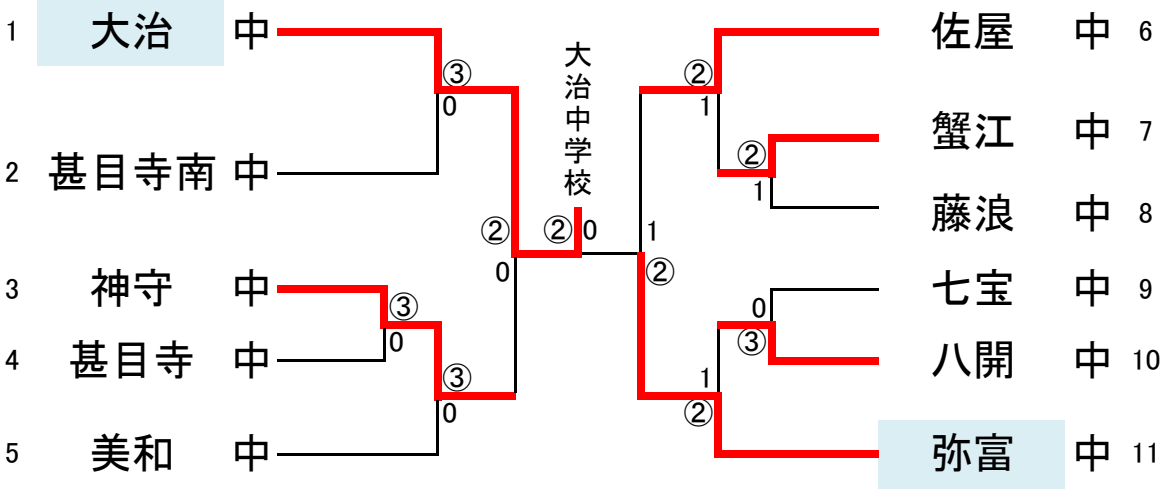 1 大治 中
2 甚目寺南 中
3 神守 中
4 甚目寺 中
5 美和 中
③
0
③
0
③
0
②
0
大治中学校
② 0
1
②
②
1
②
1
0
③
1
②
佐屋 中 6
蟹江 中 7
藤浪 中 8
七宝 中 9
八開 中 10
弥富 中 11